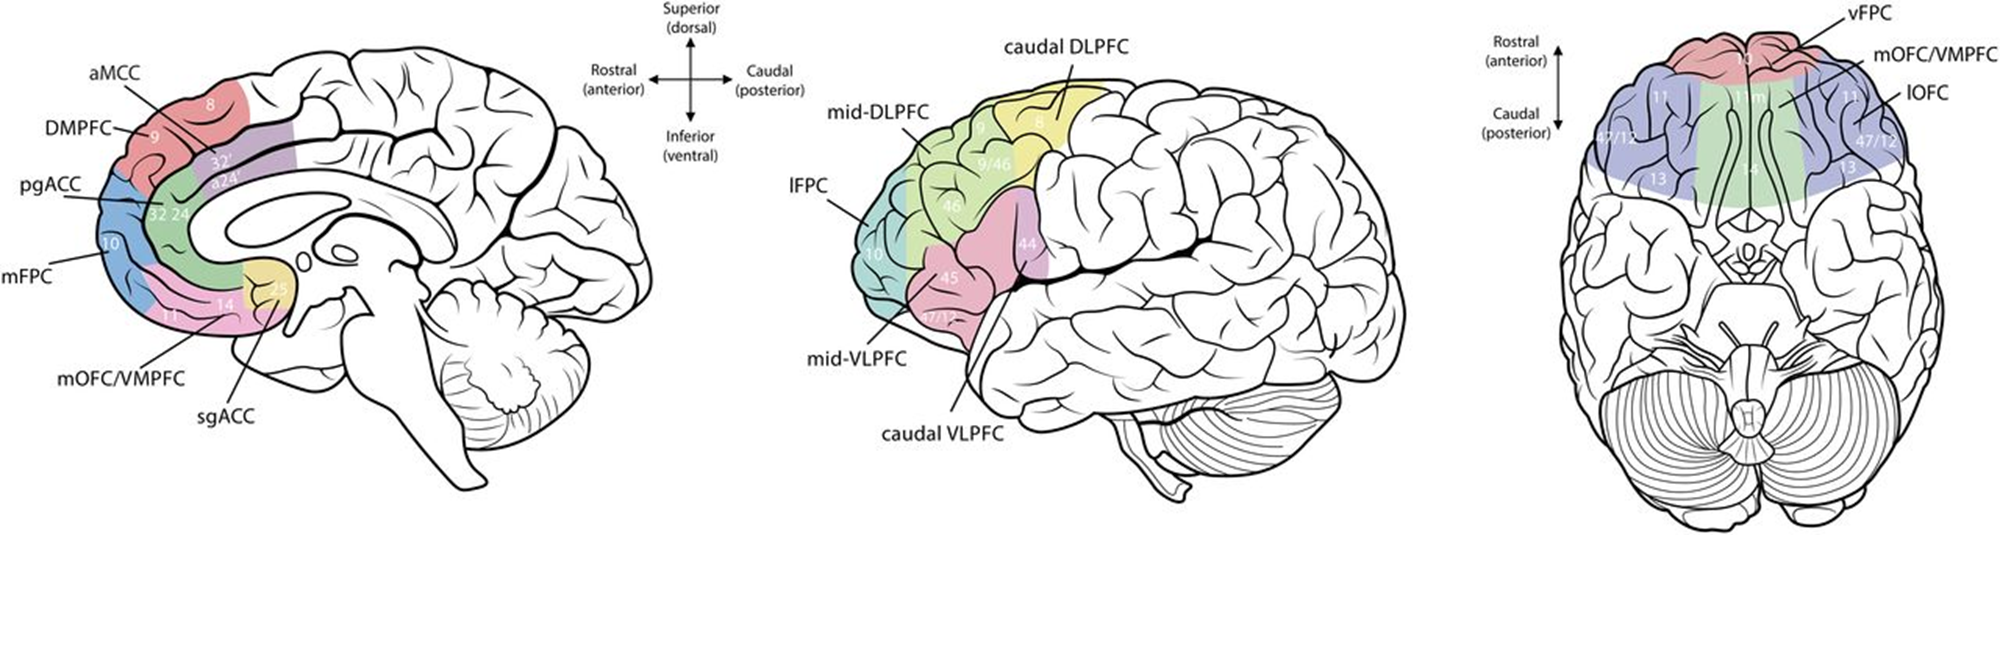 aMCC
DMPFC
pgACC
mFPC
mOFC/VMPFC
sgACC
8
9
32'
a24'
32 24
10
14
11
25
Superior
(dorsal)
Rostral
(anterior)
Caudal
(posterior)
Inferior
(ventral)
caudal DLPFC
mid-DLPFC
lFPC
mid-VLPFC
caudal VLPFC
8
9
9/46
46
10
44
45
47/12
Rostral
(anterior)
Caudal
(posterior)
vFPC
mOFC/VMPFC
lOFC
10
11
11m
11
47/12
47/12
13
14
13